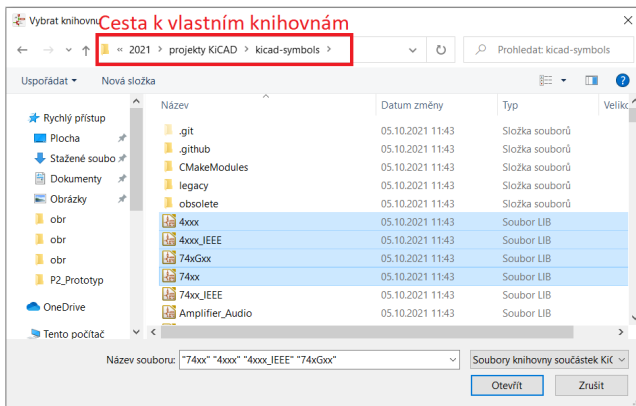 Vybrat knihovnu
Cesta k vlastním knihovnám
« 2021 › projekty KiCAD › kicad-symbols ›
Prohledat: kicad-symbols
Uspořádat Nová složka
Název Datum změny Typ Veliko
Rychlý přístup
Plocha
Stažené soubo
Dokumenty
Obrázky
obr
obr
obr
P2_Prototyp
OneDrive
Tento počítač
.git 05.10.2021 11:43 Složka souborů
.github 05.10.2021 11:43 Složka souborů
CMakeModules 05.10.2021 11:43 Složka souborů
legacy 05.10.2021 11:43 Složka souborů
obsolete 05.10.2021 11:43 Složka souborů
4xxx 05.10.2021 11:43 Soubor LIB
4xxx_IEEE 05.10.2021 11:43 Soubor LIB
74xGxx 05.10.2021 11:43 Soubor LIB
74xx 05.10.2021 11:43 Soubor LIB
74xx_IEEE 05.10.2021 11:43 Soubor LIB
Amplifier_Audio 05.10.2021 11:43 Soubor LIB
Název souboru: "74xx" "4xxx" "4xxx_IEEE" "74xGxx"
Soubory knihovny součástek KiC
Otevřít Zrušit